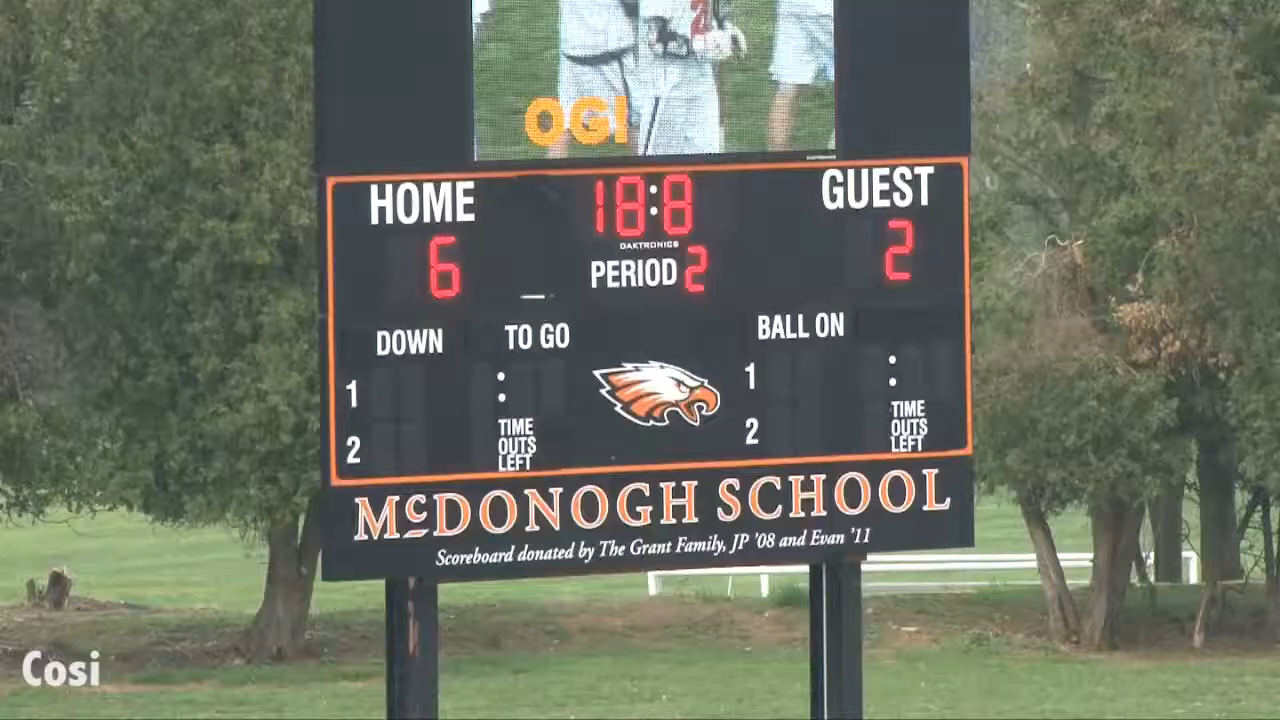 OGI
HOME 18:8 GUEST
DAKTRONICS
6 PERIOD 2 2
DOWN TO GO BALL ON
1 : 1 :
2 TIME OUTS LEFT 2 TIME OUTS LEFT
McDONOGH SCHOOL
Scoreboard donated by The Grant Family, JP '08 and Evan '11
Cosi